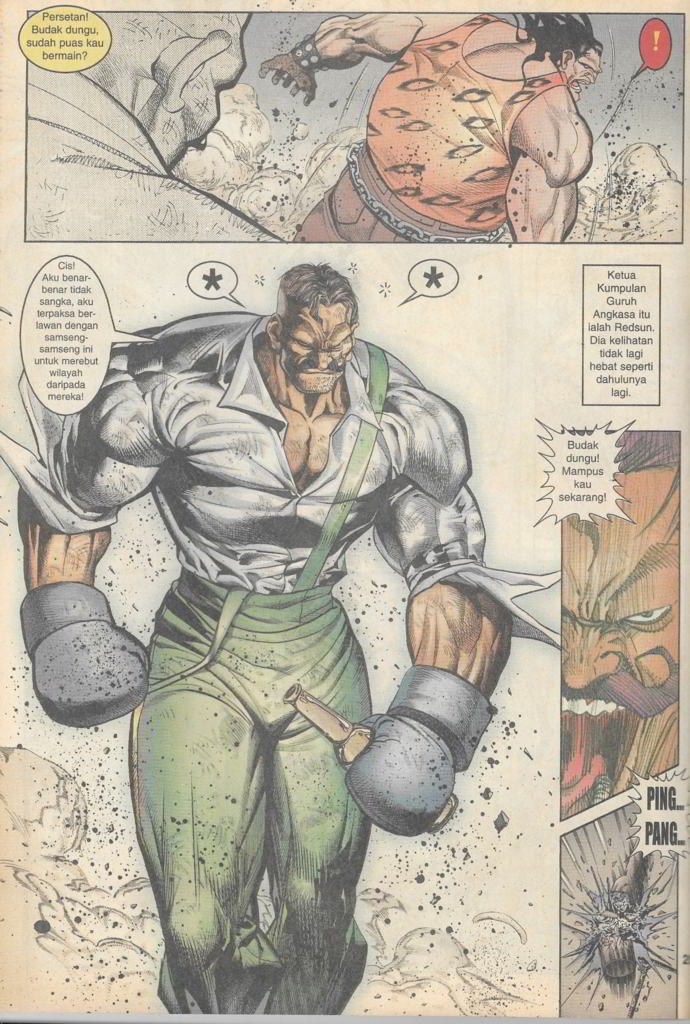 Persetan!
Budak dungu,
sudah puas kau
bermain?
!
Cis!
Aku benar-
benar tidak
sangka, aku
terpaksa ber-
lawan dengan
samseng-
samseng ini
untuk merebut
wilayah
daripada
mereka!
*
*
Ketua
Kumpulan
Guruh
Angkasa itu
ialah Redsun.
Dia kelihatan
tidak lagi
hebat seperti
dahulunya
lagi.
Budak
dungu!
Mampus
kau
sekarang!
PING...
PANG...